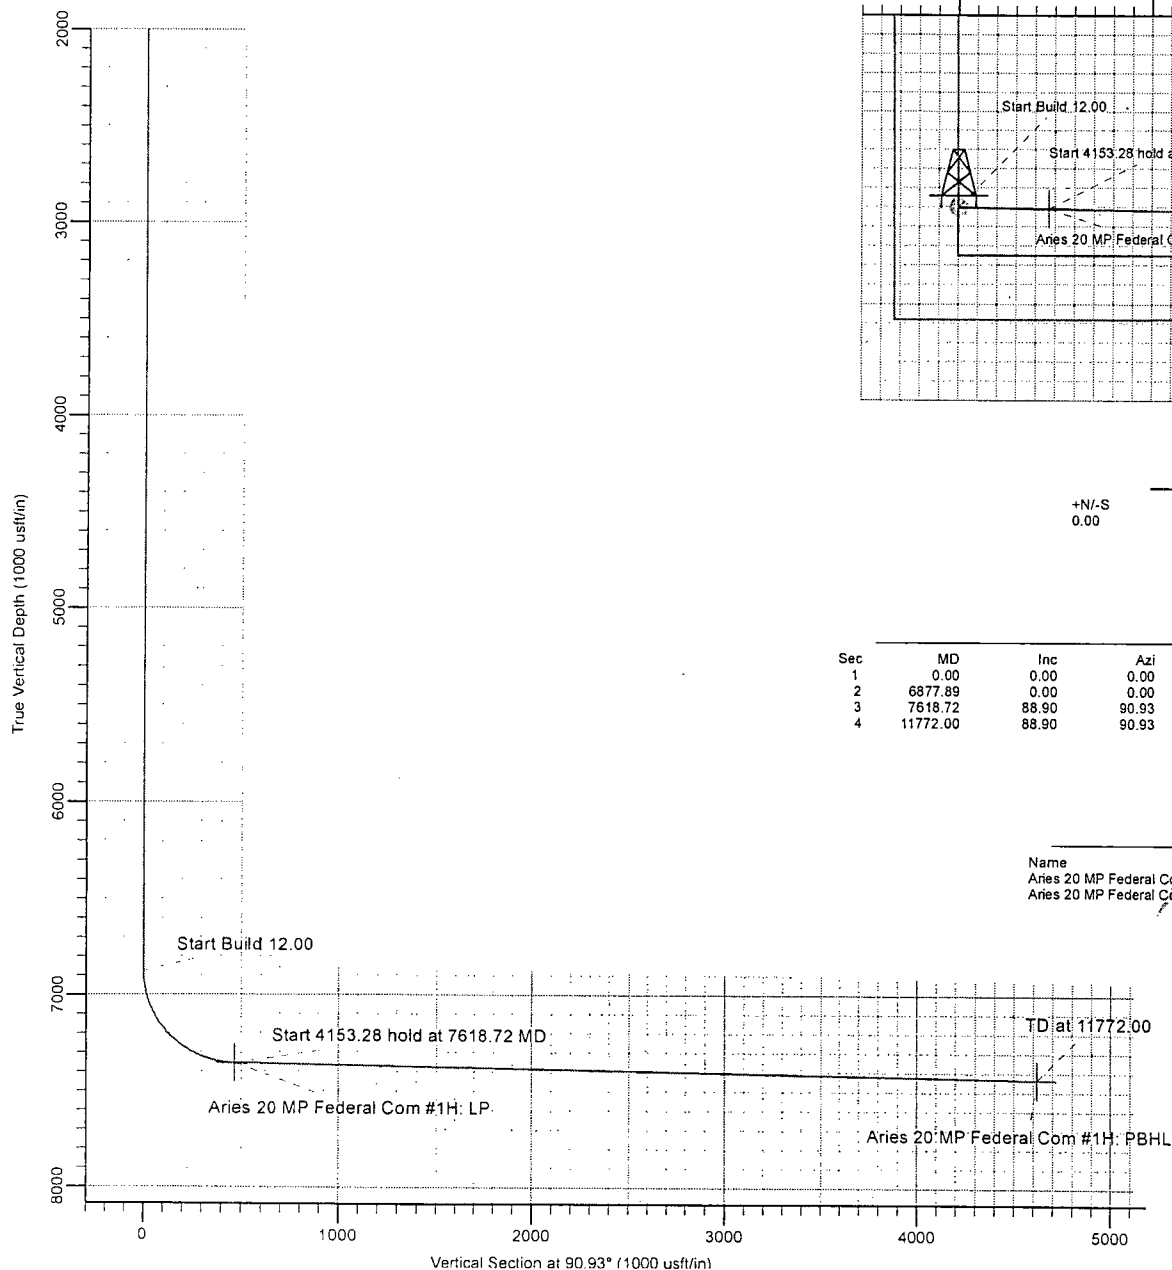 2000
3000
4000
5000
6000
7000
8000
True Vertical Depth (1000 usft/in)
Start Build 12.00
Start 4153.28 hold a
Aries 20 MP Federal C
+N/-S
0.00
Sec MD Inc Azi
1 0.00 0.00 0.00
2 6877.89 0.00 0.00
3 7618.72 88.90 90.93
4 11772.00 88.90 90.93
Name
Aries 20 MP Federal Co
Aries 20 MP Federal Co
Start Build 12.00
Start 4153.28 hold at 7618.72 MD
TD at 11772.00
Aries 20 MP Federal Com #1H: LP
Aries 20 MP Federal Com #1H: PBHL
0 1000 2000 3000 4000 5000
Vertical Section at 90.93° (1000 usft/in)